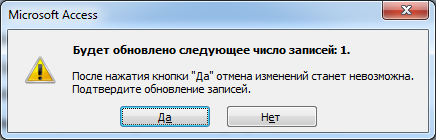 Microsoft Access
Будет обновлено следующее число записей: 1.
После нажатия кнопки "Да" отмена изменений станет невозможна.
Подтвердите обновление записей.
Да
Нет